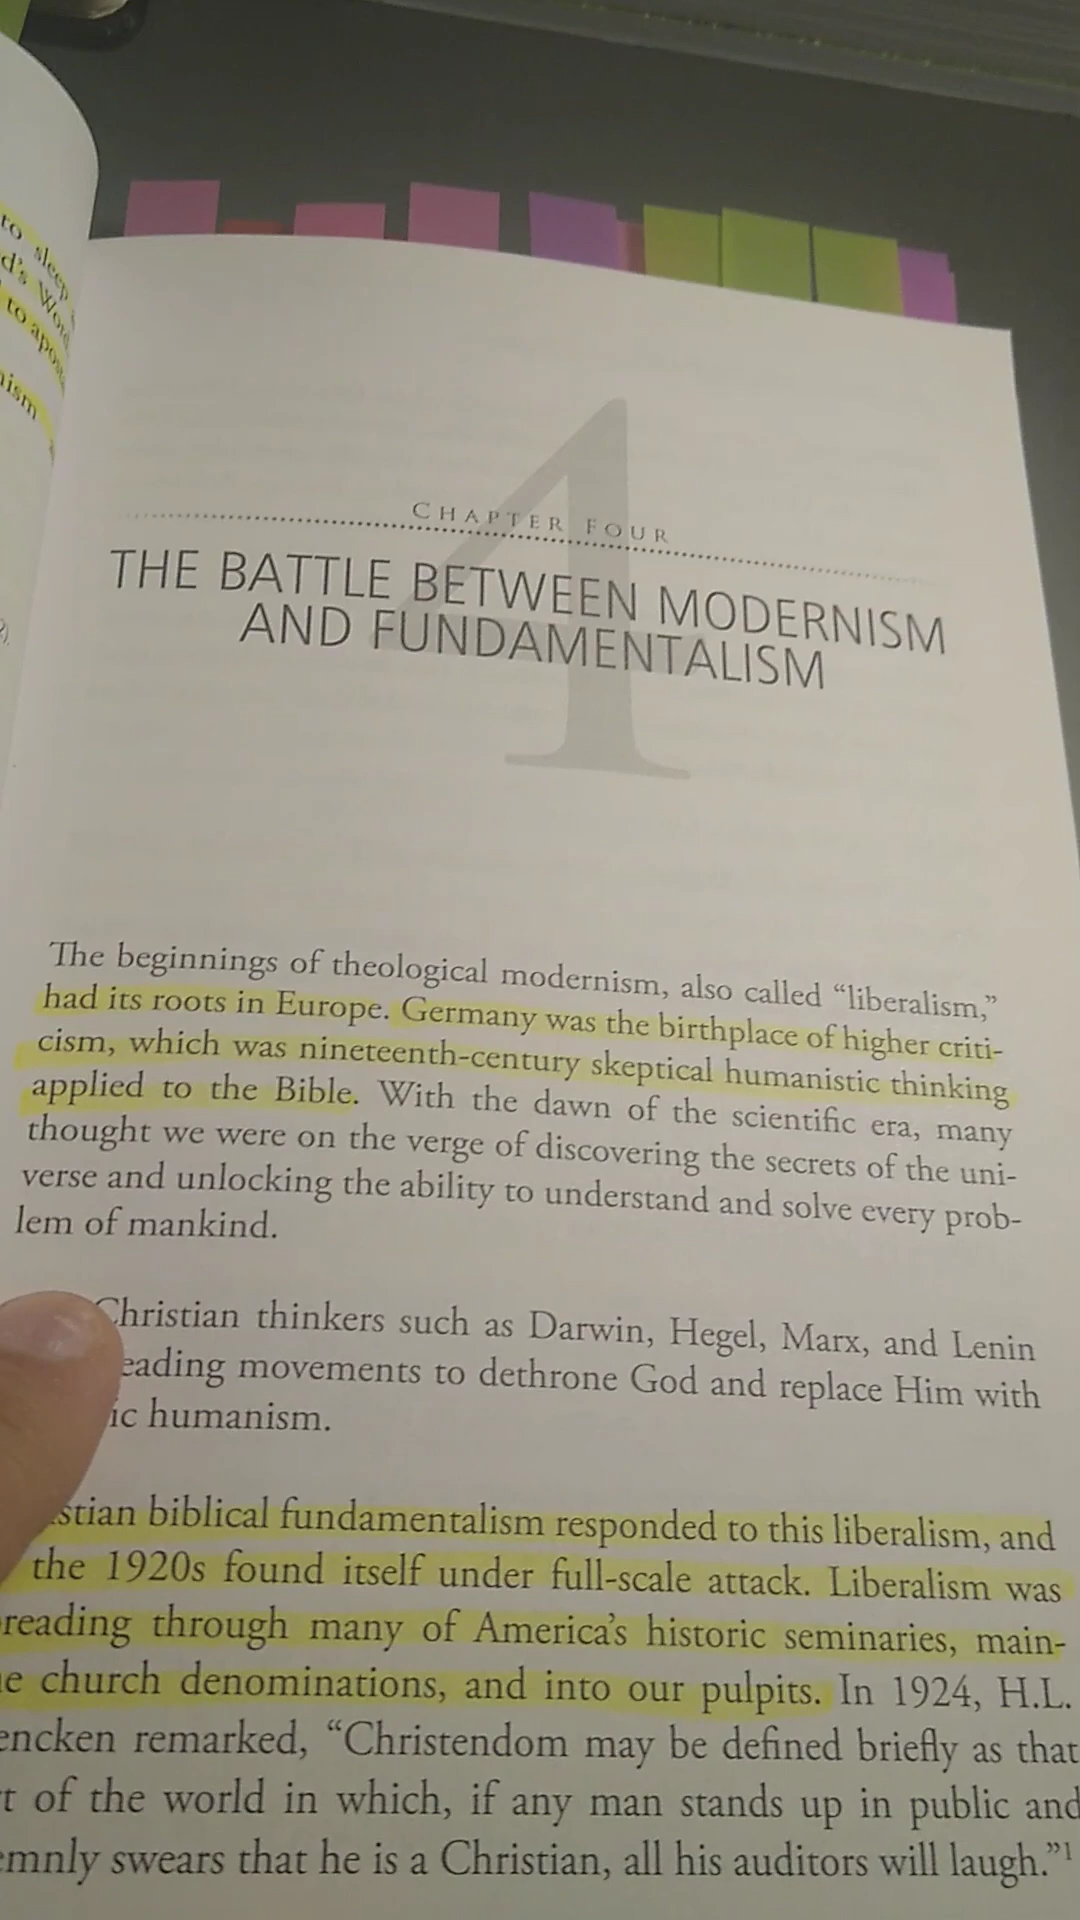 to sleep
d's Word
to apost
nism
CHAPTER FOUR
4
THE BATTLE BETWEEN MODERNISM
AND FUNDAMENTALISM
The beginnings of theological modernism, also called “liberalism,”
had its roots in Europe. Germany was the birthplace of higher criti-
cism, which was nineteenth-century skeptical humanistic thinking
applied to the Bible. With the dawn of the scientific era, many
thought we were on the verge of discovering the secrets of the uni-
verse and unlocking the ability to understand and solve every prob-
lem of mankind.
Christian thinkers such as Darwin, Hegel, Marx, and Lenin
eading movements to dethrone God and replace Him with
ic humanism.
stian biblical fundamentalism responded to this liberalism, and
the 1920s found itself under full-scale attack. Liberalism was
reading through many of America’s historic seminaries, main-
e church denominations, and into our pulpits. In 1924, H.L.
encken remarked, “Christendom may be defined briefly as that
t of the world in which, if any man stands up in public and
emnly swears that he is a Christian, all his auditors will laugh.”1